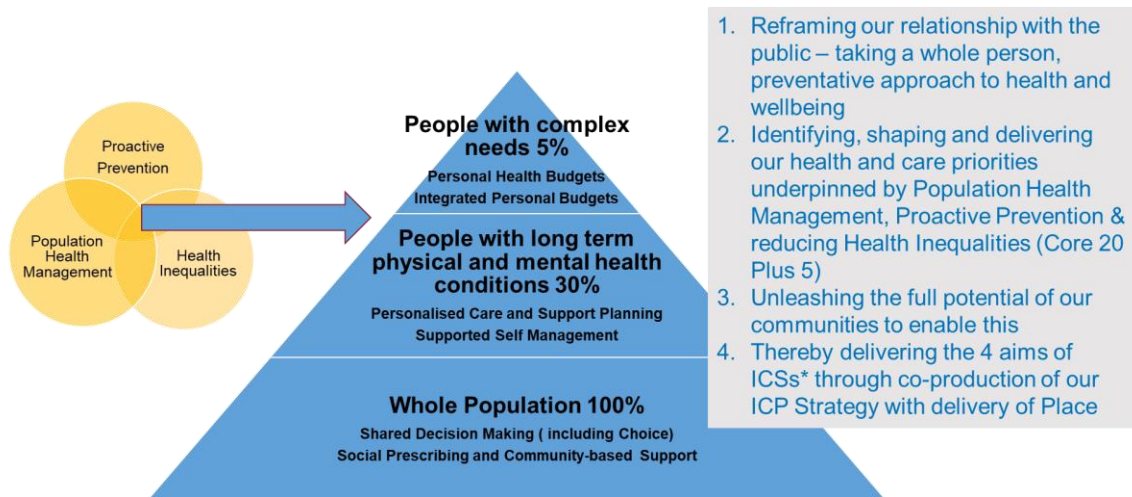 Proactive
Prevention
Population
Health
Management
Health
Inequalities
People with complex
needs 5%
Personal Health Budgets
Integrated Personal Budgets
People with long term
physical and mental health
conditions 30%
Personalised Care and Support Planning
Supported Self Management
Whole Population 100%
Shared Decision Making ( including Choice)
Social Prescribing and Community-based Support
1. Reframing our relationship with the
public – taking a whole person,
preventative approach to health and
wellbeing
2. Identifying, shaping and delivering
our health and care priorities
underpinned by Population Health
Management, Proactive Prevention &
reducing Health Inequalities (Core 20
Plus 5)
3. Unleashing the full potential of our
communities to enable this
4. Thereby delivering the 4 aims of
ICSs* through co-production of our
ICP Strategy with delivery of Place